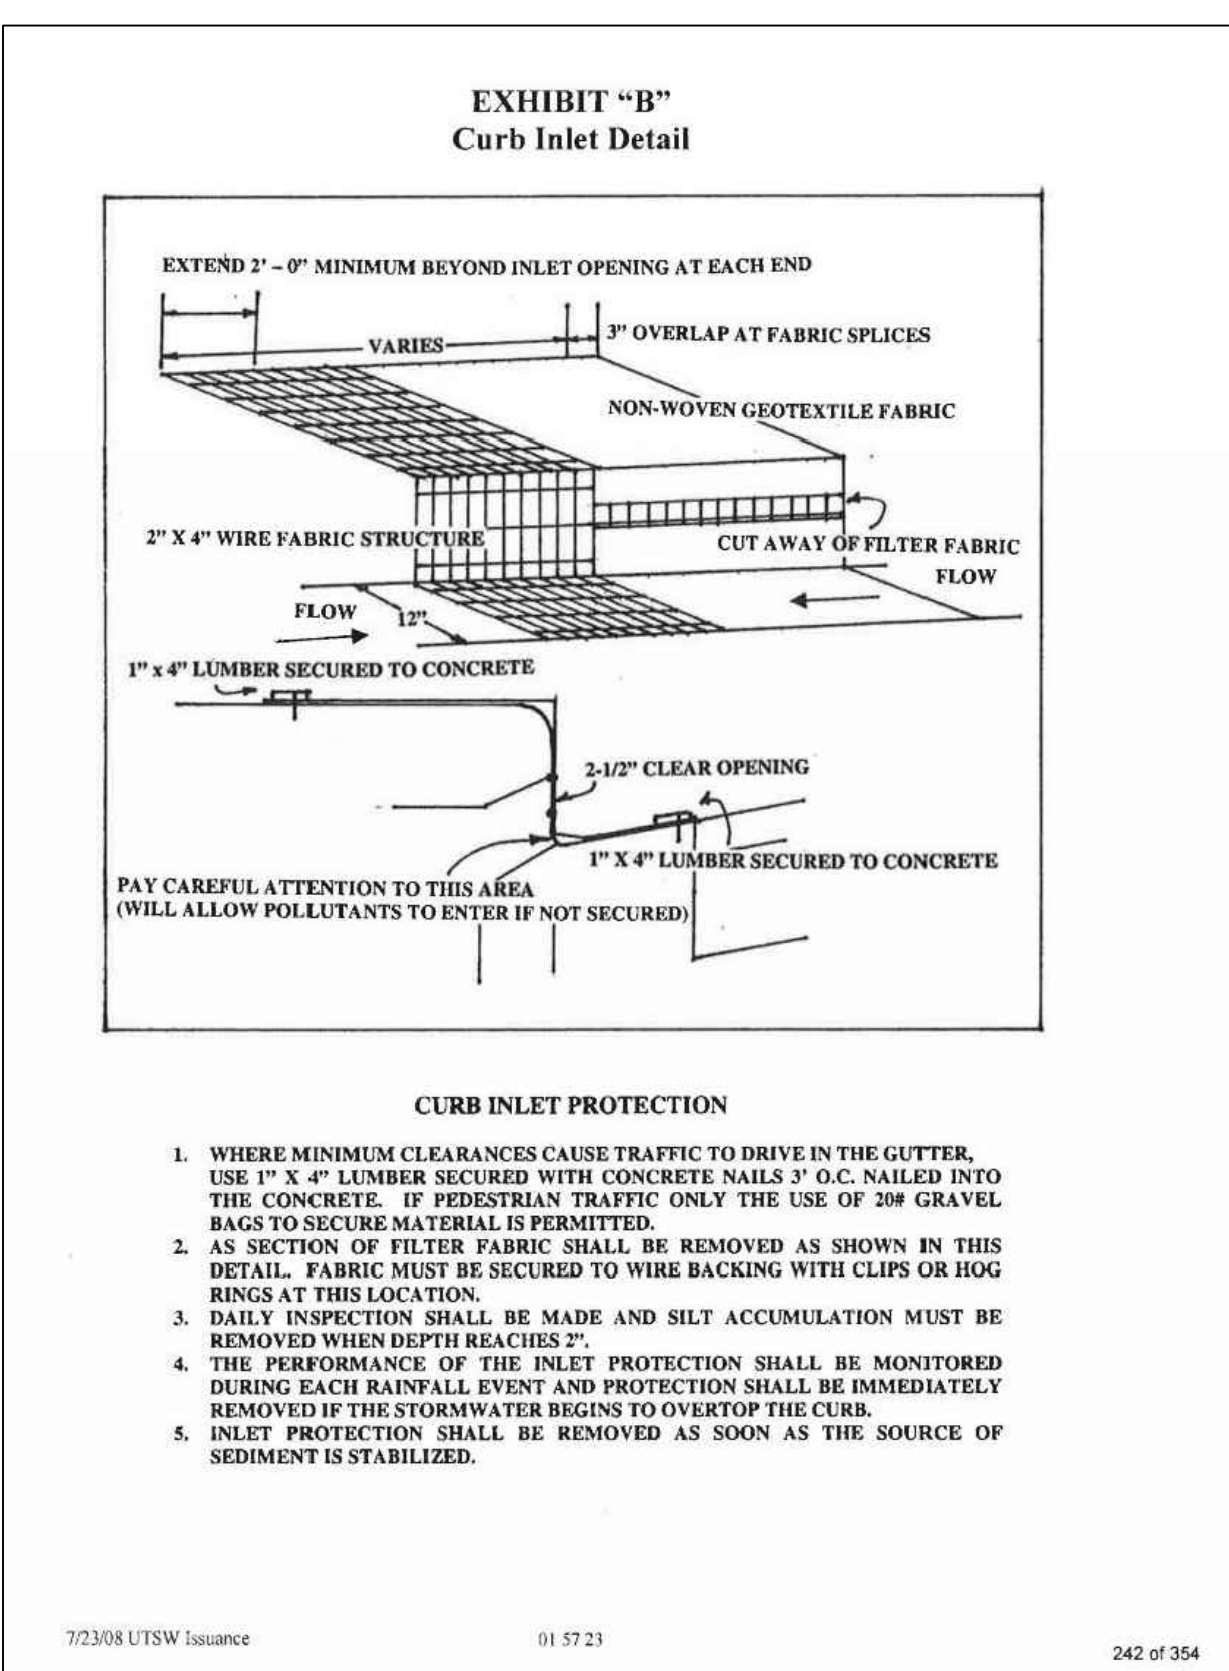 EXHIBIT “B”
Curb Inlet Detail
EXTEND 2' – 0” MINIMUM BEYOND INLET OPENING AT EACH END
3” OVERLAP AT FABRIC SPLICES
VARIES
NON-WOVEN GEOTEXTILE FABRIC
2” X 4” WIRE FABRIC STRUCTURE
CUT AWAY OF FILTER FABRIC
FLOW
FLOW
12”
1” x 4” LUMBER SECURED TO CONCRETE
2-1/2” CLEAR OPENING
1” X 4” LUMBER SECURED TO CONCRETE
PAY CAREFUL ATTENTION TO THIS AREA
(WILL ALLOW POLLUTANTS TO ENTER IF NOT SECURED)
CURB INLET PROTECTION
1. WHERE MINIMUM CLEARANCES CAUSE TRAFFIC TO DRIVE IN THE GUTTER,
USE 1” X 4” LUMBER SECURED WITH CONCRETE NAILS 3' O.C. NAILED INTO
THE CONCRETE. IF PEDESTRIAN TRAFFIC ONLY THE USE OF 20# GRAVEL
BAGS TO SECURE MATERIAL IS PERMITTED.
2. AS SECTION OF FILTER FABRIC SHALL BE REMOVED AS SHOWN IN THIS
DETAIL. FABRIC MUST BE SECURED TO WIRE BACKING WITH CLIPS OR HOG
RINGS AT THIS LOCATION.
3. DAILY INSPECTION SHALL BE MADE AND SILT ACCUMULATION MUST BE
REMOVED WHEN DEPTH REACHES 2”.
4. THE PERFORMANCE OF THE INLET PROTECTION SHALL BE MONITORED
DURING EACH RAINFALL EVENT AND PROTECTION SHALL BE IMMEDIATELY
REMOVED IF THE STORMWATER BEGINS TO OVERTOP THE CURB.
5. INLET PROTECTION SHALL BE REMOVED AS SOON AS THE SOURCE OF
SEDIMENT IS STABILIZED.
7/23/08 UTSW Issuance
01 57 23
242 of 354